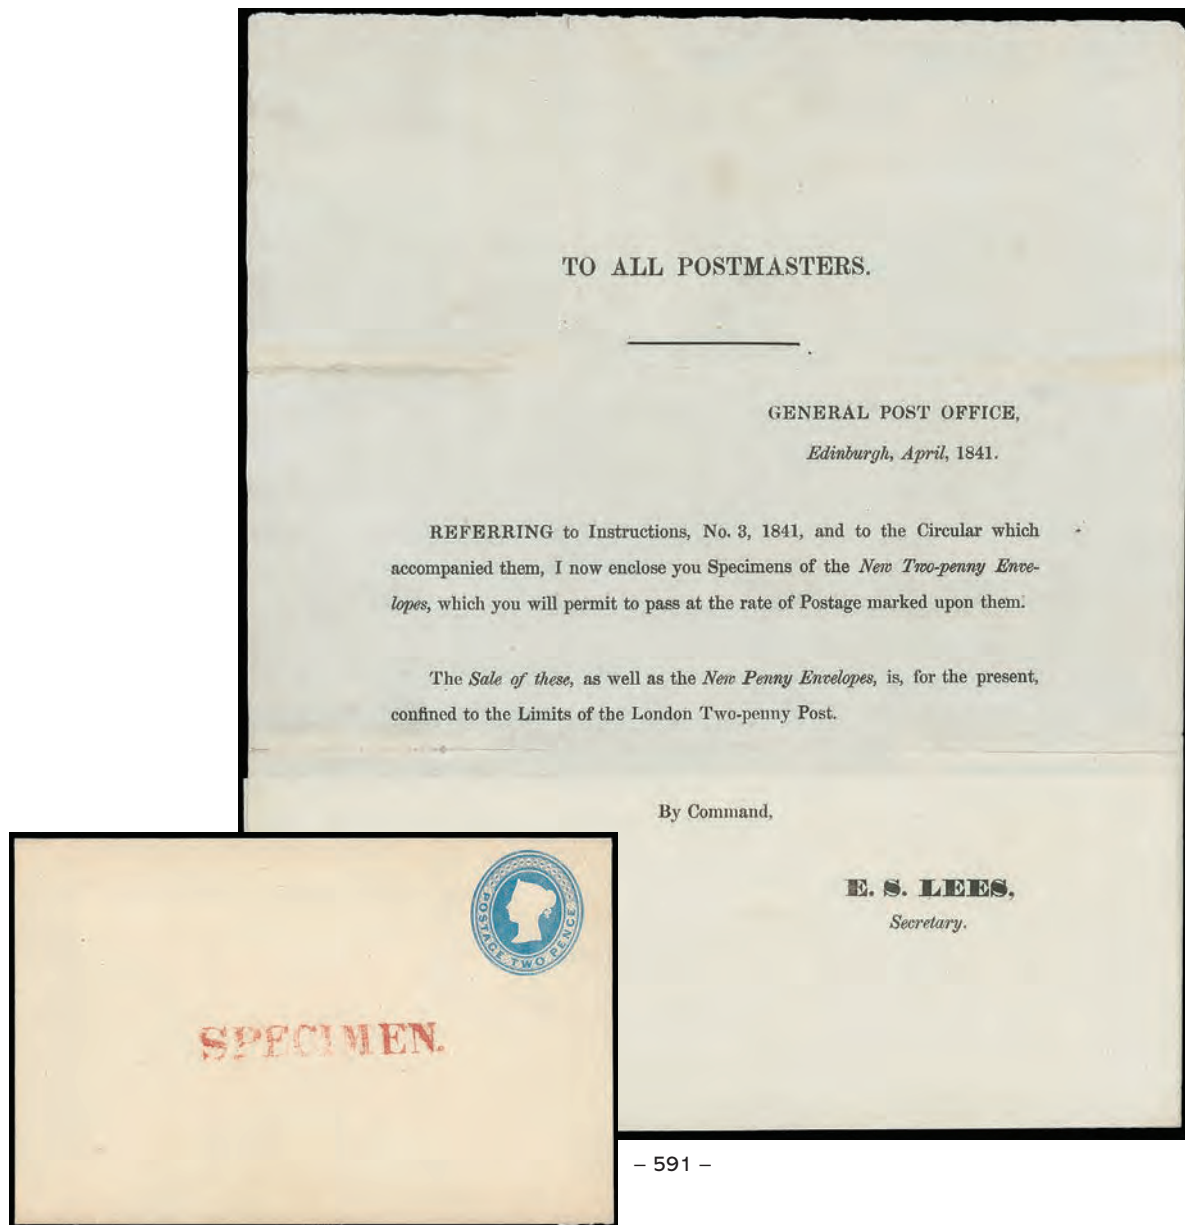 TO ALL POSTMASTERS.
GENERAL POST OFFICE,
Edinburgh, April, 1841.
REFERRING to Instructions, No. 3, 1841, and to the Circular which
accompanied them, I now enclose you Specimens of the New Two-penny Enve-
lopes, which you will permit to pass at the rate of Postage marked upon them.
The Sale of these, as well as the New Penny Envelopes, is, for the present,
confined to the Limits of the London Two-penny Post.
By Command,
E. S. LEES,
Secretary.
POSTAGE TWO PENCE
SPECIMEN.
– 591 –